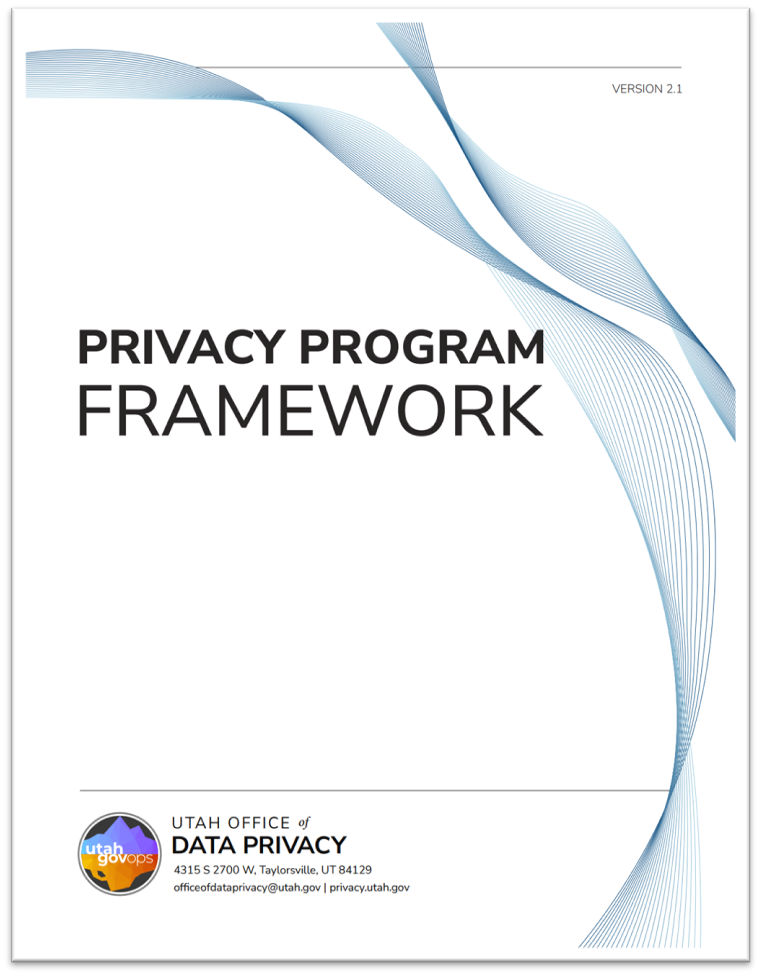 VERSION 2.1
PRIVACY PROGRAM
FRAMEWORK
utah
govops
UTAH OFFICE of
DATA PRIVACY
4315 S 2700 W, Taylorsville, UT 84129
officeofdataprivacy@utah.gov | privacy.utah.gov